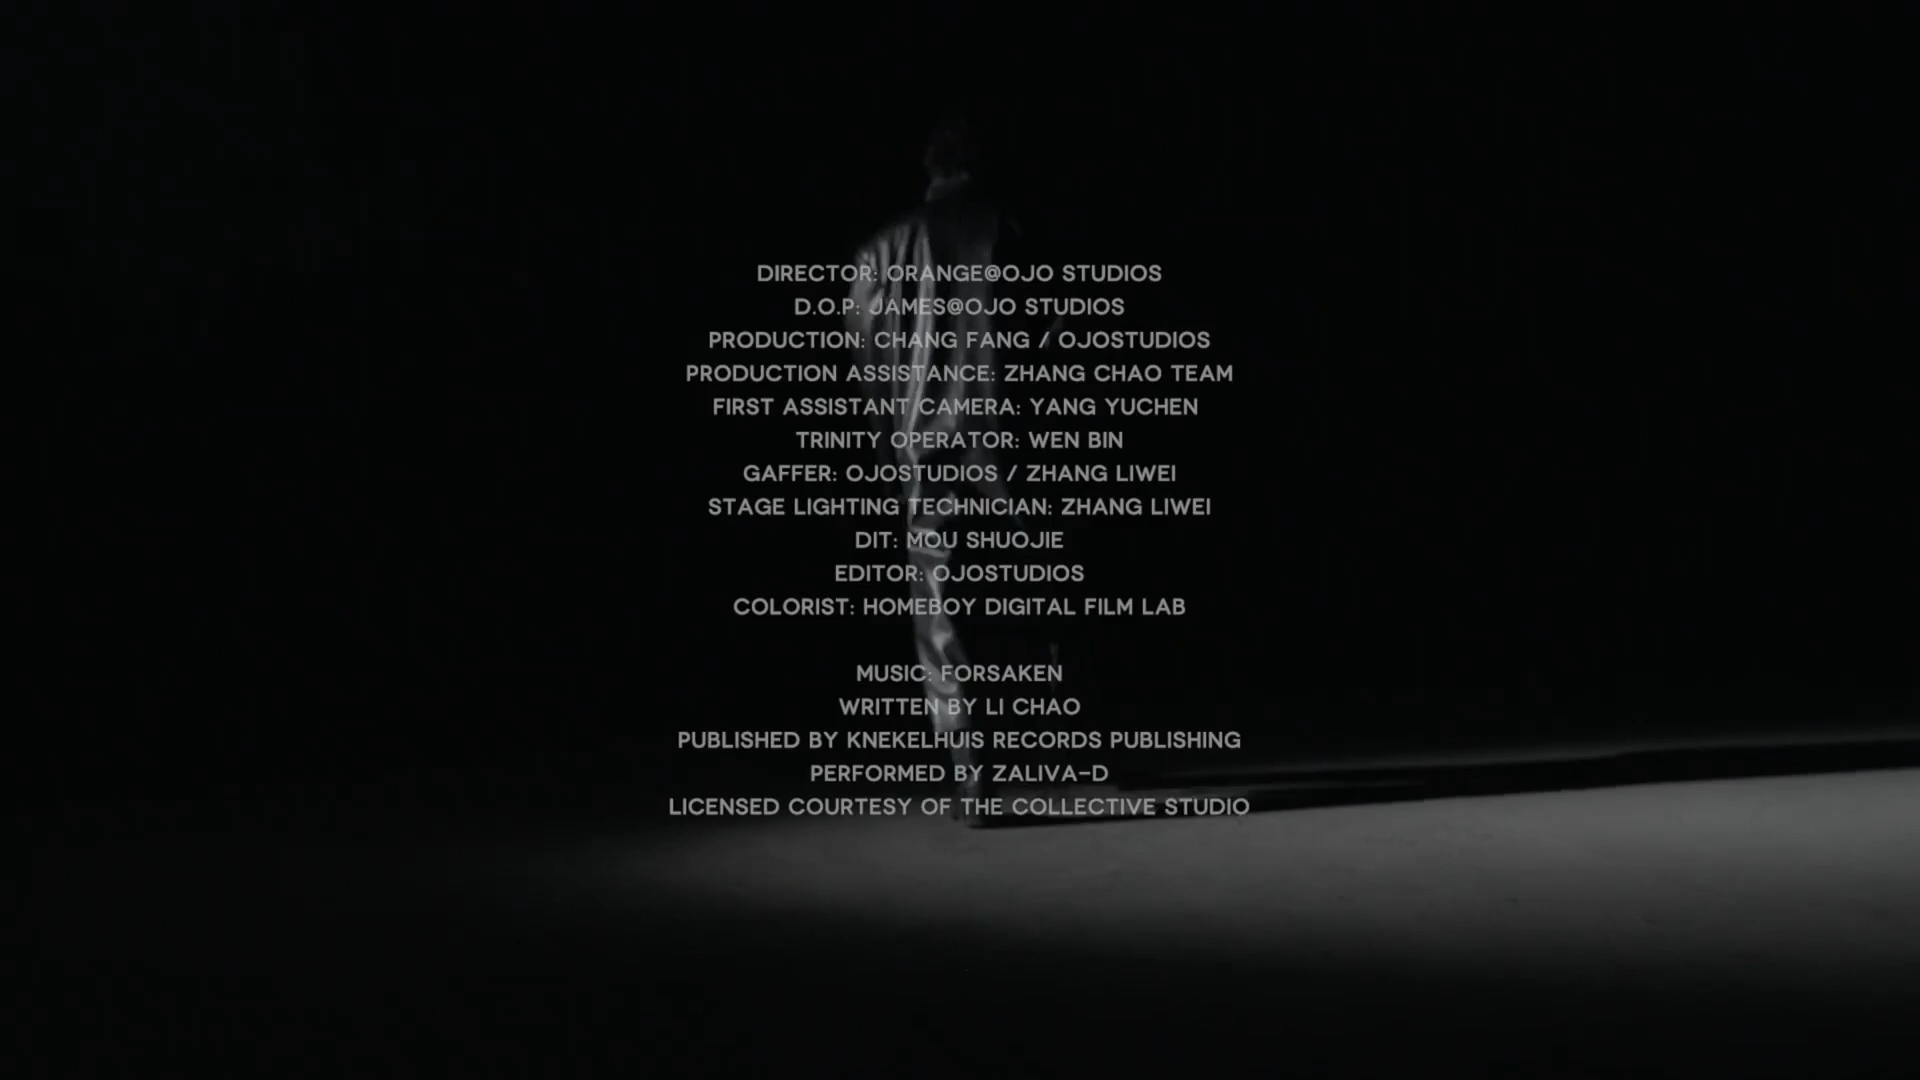 DIRECTOR: ORANGE@OJO STUDIOS
D.O.P: JAMES@OJO STUDIOS
PRODUCTION: CHANG FANG / OJOSTUDIOS
PRODUCTION ASSISTANCE: ZHANG CHAO TEAM
FIRST ASSISTANT CAMERA: YANG YUCHEN
TRINITY OPERATOR: WEN BIN
GAFFER: OJOSTUDIOS / ZHANG LIWEI
STAGE LIGHTING TECHNICIAN: ZHANG LIWEI
DIT: MOU SHUOJIE
EDITOR: OJOSTUDIOS
COLORIST: HOMEBOY DIGITAL FILM LAB
MUSIC: FORSAKEN
WRITTEN BY LI CHAO
PUBLISHED BY KNEKELHUIS RECORDS PUBLISHING
PERFORMED BY ZALIVA-D
LICENSED COURTESY OF THE COLLECTIVE STUDIO